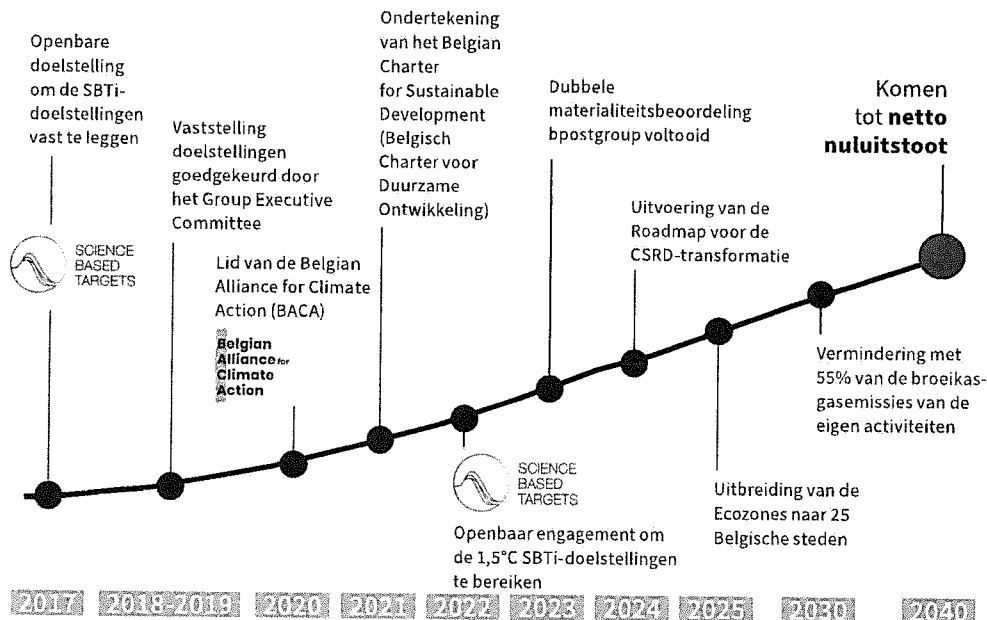 Openbare
doelstelling
om de SBTi-
doelstellingen
vast te leggen
SCIENCE
BASED
TARGETS
Vaststelling
doelstellingen
goedgekeurd door
het Group Executive
Committee
Lid van de Belgian
Alliance for Climate
Action (BACA)
Belgian
Alliance for
Climate
Action
Ondertekening
van het Belgian
Charter
for Sustainable
Development
(Belgisch
Charter voor
Duurzame
Ontwikkeling)
SCIENCE
BASED
TARGETS
Openbaar engagement om
de 1,5°C SBTi-doelstellingen
te bereiken
Dubbele
materialiteitsbeoordeling
bpostgroup voltooid
Uitvoering van de
Roadmap voor de
CSRD-transformatie
Uitbreiding van de
Ecozones naar 25
Belgische steden
Vermindering met
55% van de broeikas-
gasemissies van de
eigen activiteiten
Komen
tot netto
nuluitstoot
2017 2018-2019 2020 2021 2022 2023 2024 2025 2030 2040